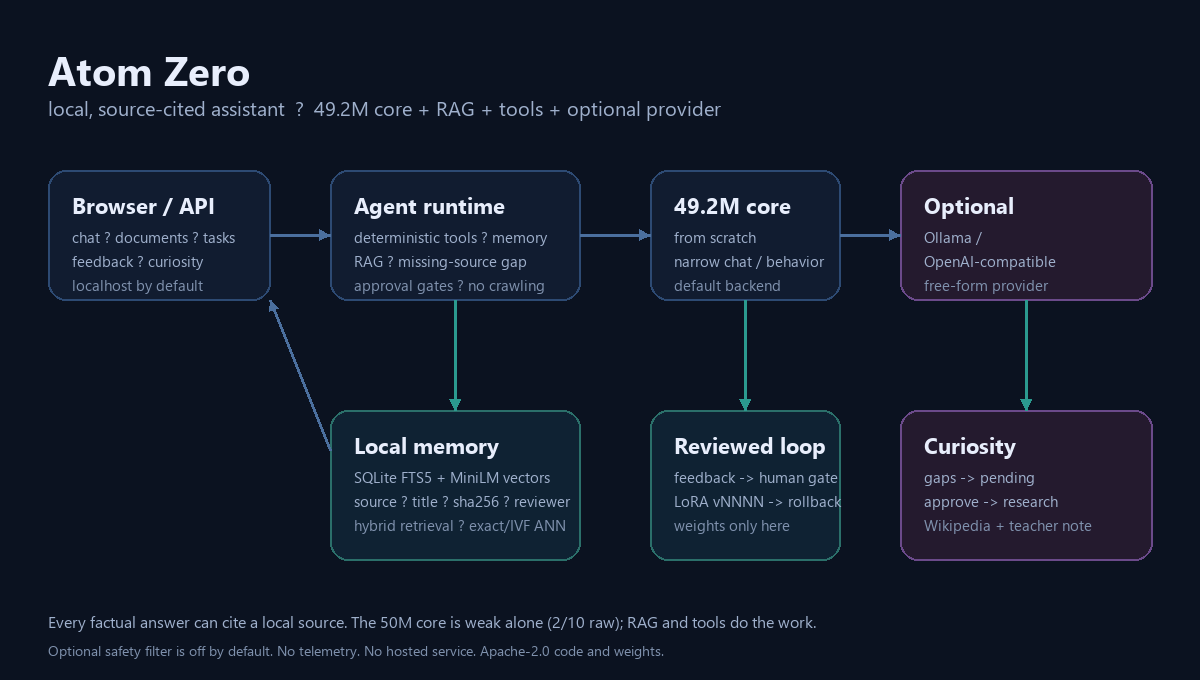 Atom Zero
local, source-cited assistant ? 49.2M core + RAG + tools + optional provider
Browser / API
chat ? documents ? tasks
feedback ? curiosity
localhost by default
Agent runtime
deterministic tools ? memory
RAG ? missing-source gap
approval gates ? no crawling
49.2M core
from scratch
narrow chat / behavior
default backend
Optional
Ollama /
OpenAI-compatible
free-form provider
Local memory
SQLite FTS5 + MiniLM vectors
source ? title ? sha256 ? reviewer
hybrid retrieval ? exact/IVF ANN
Reviewed loop
feedback -> human gate
LoRA vNNNN -> rollback
weights only here
Curiosity
gaps -> pending
approve -> research
Wikipedia + teacher note
Every factual answer can cite a local source. The 50M core is weak alone (2/10 raw); RAG and tools do the work.
Optional safety filter is off by default. No telemetry. No hosted service. Apache-2.0 code and weights.